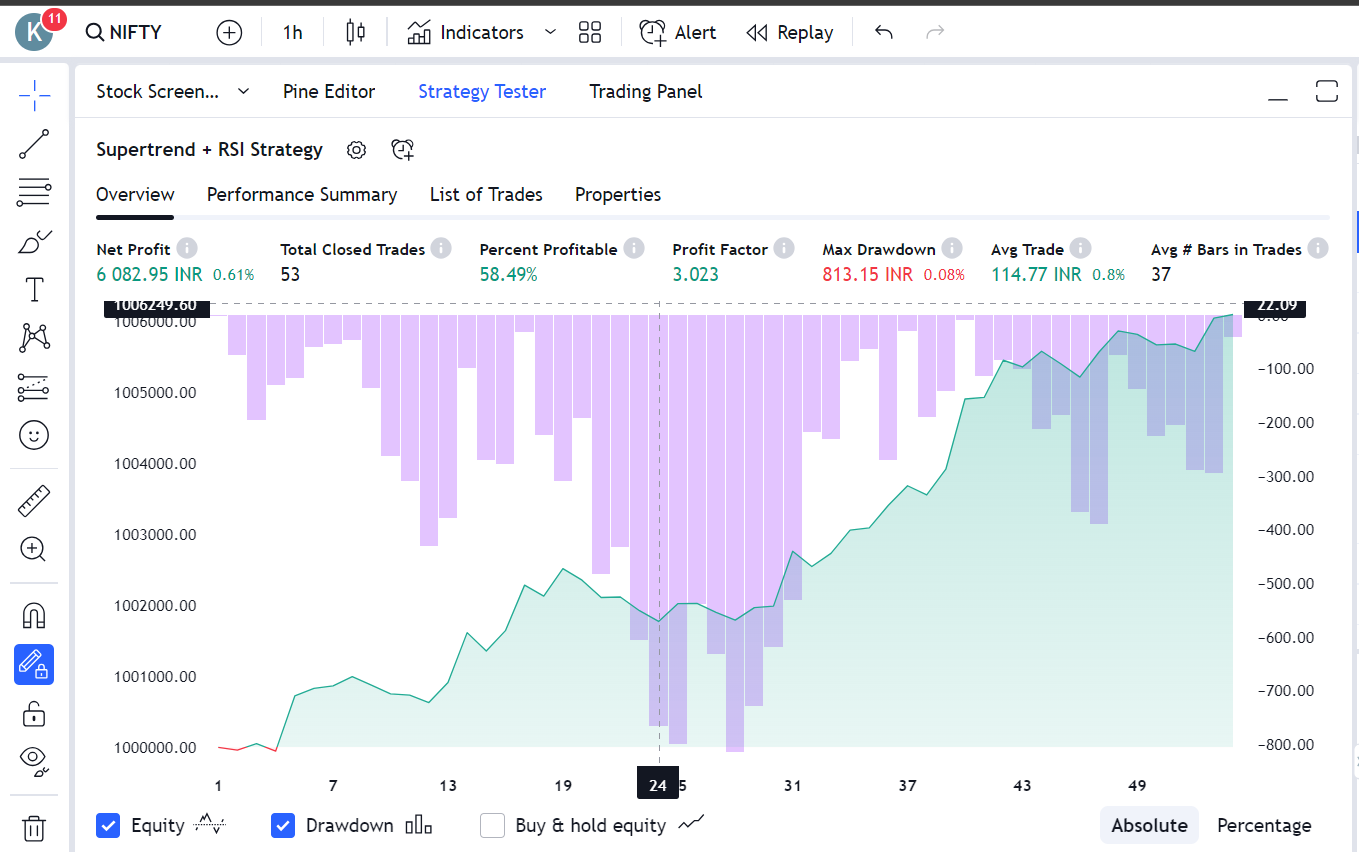 K 11 NIFTY 1h Indicators Alert Replay
Stock Screen... Pine Editor Strategy Tester Trading Panel
Supertrend + RSI Strategy
Overview Performance Summary List of Trades Properties
Net Profit Total Closed Trades Percent Profitable Profit Factor Max Drawdown Avg Trade Avg # Bars in Trades
6 082.95 INR 0.61% 53 58.49% 3.023 813.15 INR 0.08% 114.77 INR 0.8% 37
1006249.60 22.09
1006000.00 0.00
−100.00
1005000.00
−200.00
1004000.00
−300.00
−400.00
1003000.00
−500.00
1002000.00
−600.00
1001000.00
−700.00
1000000.00 −800.00
1 7 13 19 24 5 31 37 43 49
T
Equity Drawdown Buy & hold equity Absolute Percentage